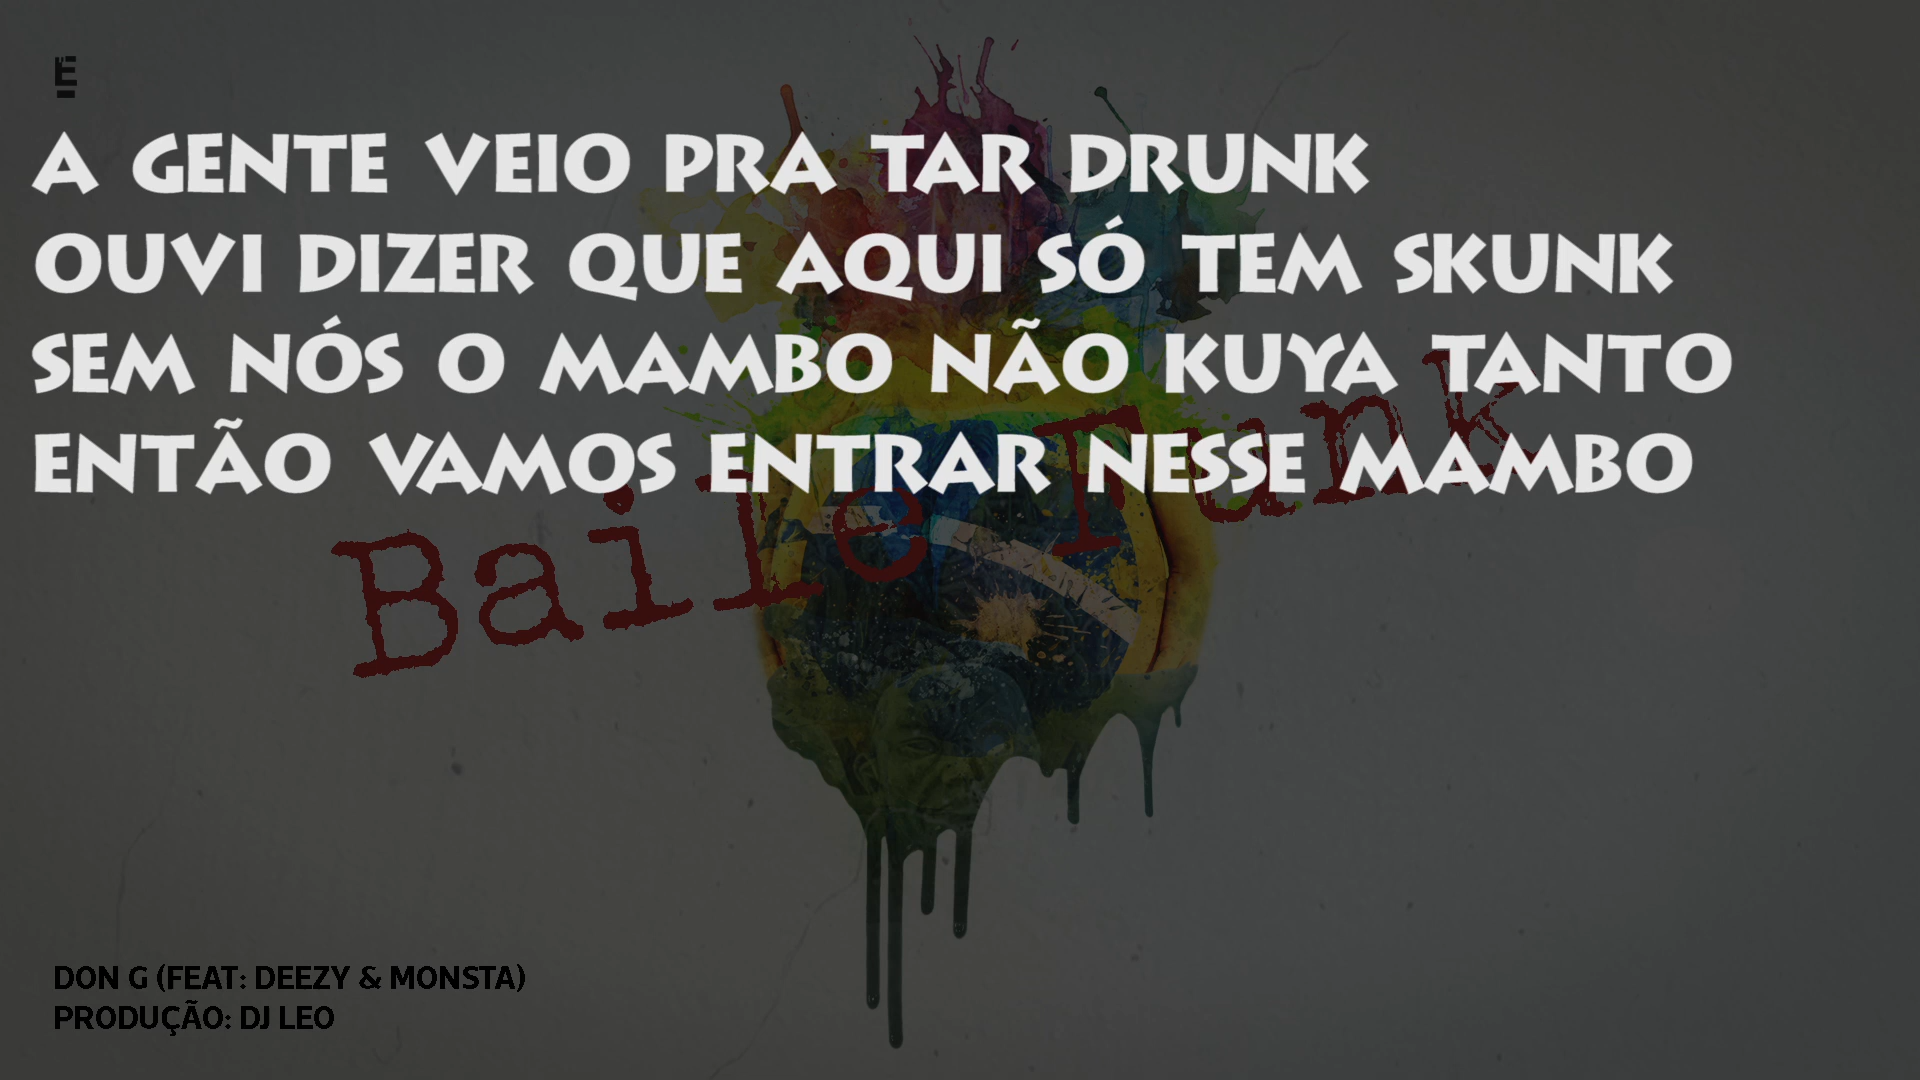 E
A GENTE VEIO PRA TAR DRUNK
OUVI DIZER QUE AQUI SÓ TEM SKUNK
SEM NÓS O MAMBO NÃO KUYA TANTO
ENTÃO VAMOS ENTRAR NESSE MAMBO
Baile Funk
DON G (FEAT: DEEZY & MONSTA)
PRODUÇÃO: DJ LEO